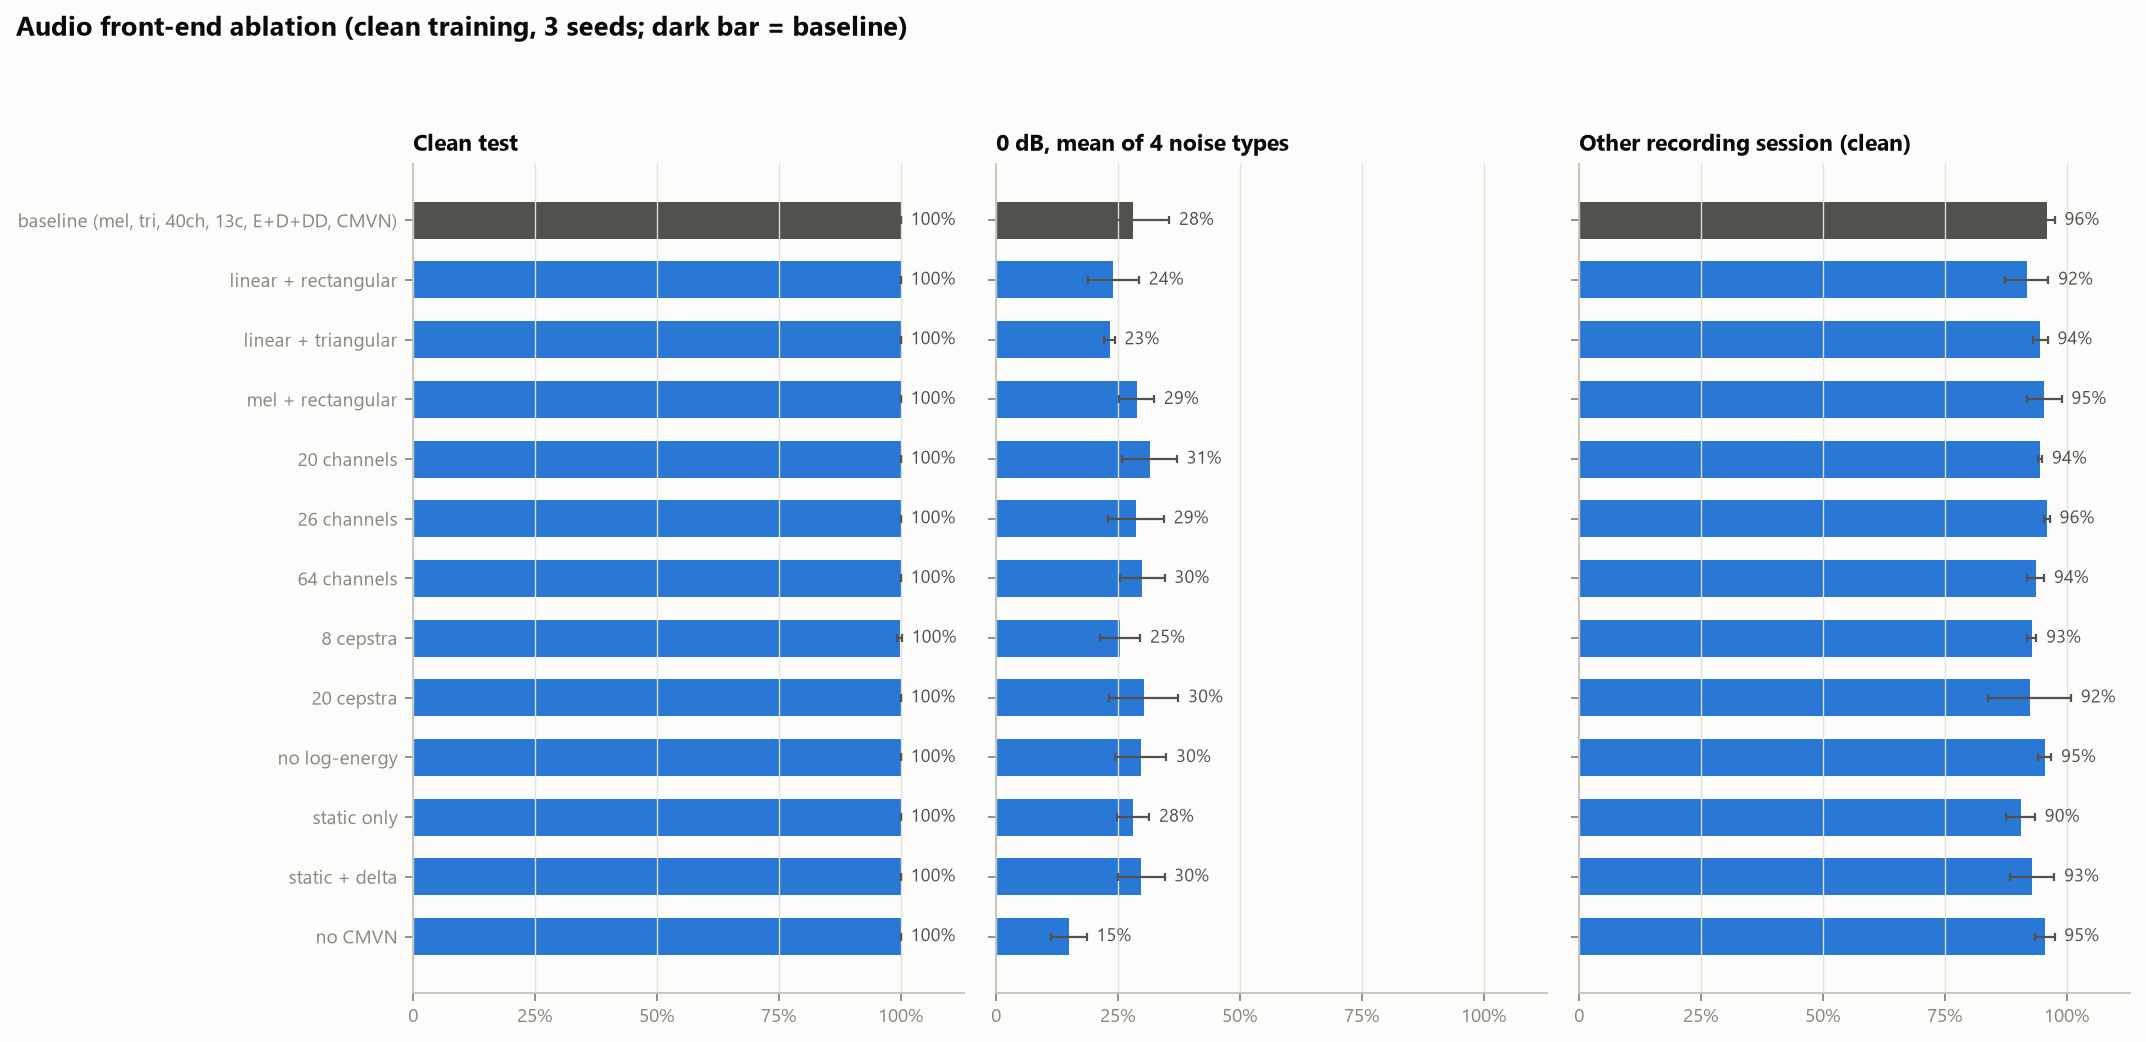 Audio front-end ablation (clean training, 3 seeds; dark bar = baseline)
Clean test
0 dB, mean of 4 noise types
Other recording session (clean)
baseline (mel, tri, 40ch, 13c, E+D+DD, CMVN) 100% 28% 96%
linear + rectangular 100% 24% 92%
linear + triangular 100% 23% 94%
mel + rectangular 100% 29% 95%
20 channels 100% 31% 94%
26 channels 100% 29% 96%
64 channels 100% 30% 94%
8 cepstra 100% 25% 93%
20 cepstra 100% 30% 92%
no log-energy 100% 30% 95%
static only 100% 28% 90%
static + delta 100% 30% 93%
no CMVN 100% 15% 95%
0 25% 50% 75% 100% 0 25% 50% 75% 100% 0 25% 50% 75% 100%